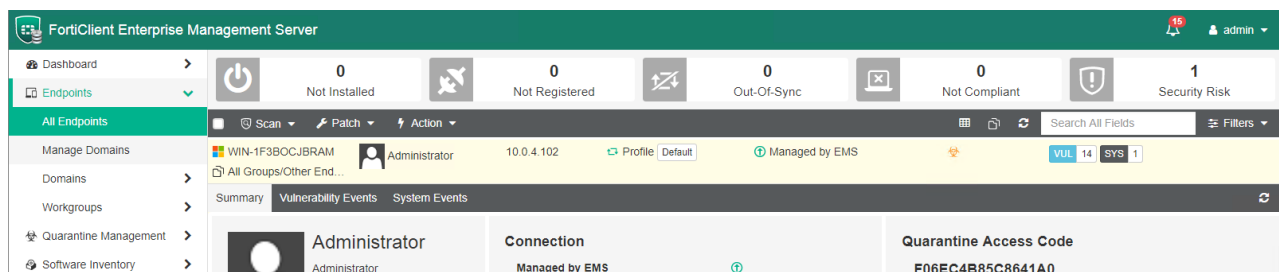 FortiClient Enterprise Management Server
15
admin
Dashboard
Endpoints
All Endpoints
Manage Domains
Domains
Workgroups
Quarantine Management
Software Inventory
0
Not Installed
0
Not Registered
0
Out-Of-Sync
0
Not Compliant
1
Security Risk
Scan
Patch
Action
Search All Fields
Filters
WIN-1F3BOCJBRAM
Administrator
10.0.4.102
Profile Default
Managed by EMS
VUL 14 SYS 1
All Groups/Other End...
Summary Vulnerability Events System Events
Administrator
Administrator
Connection
Managed by EMS
Quarantine Access Code
F06EC4B85C8641A0